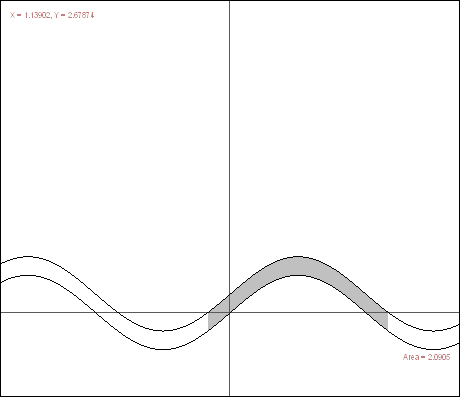 X = 1.13902, Y = 2.67874
Area = 2.0905